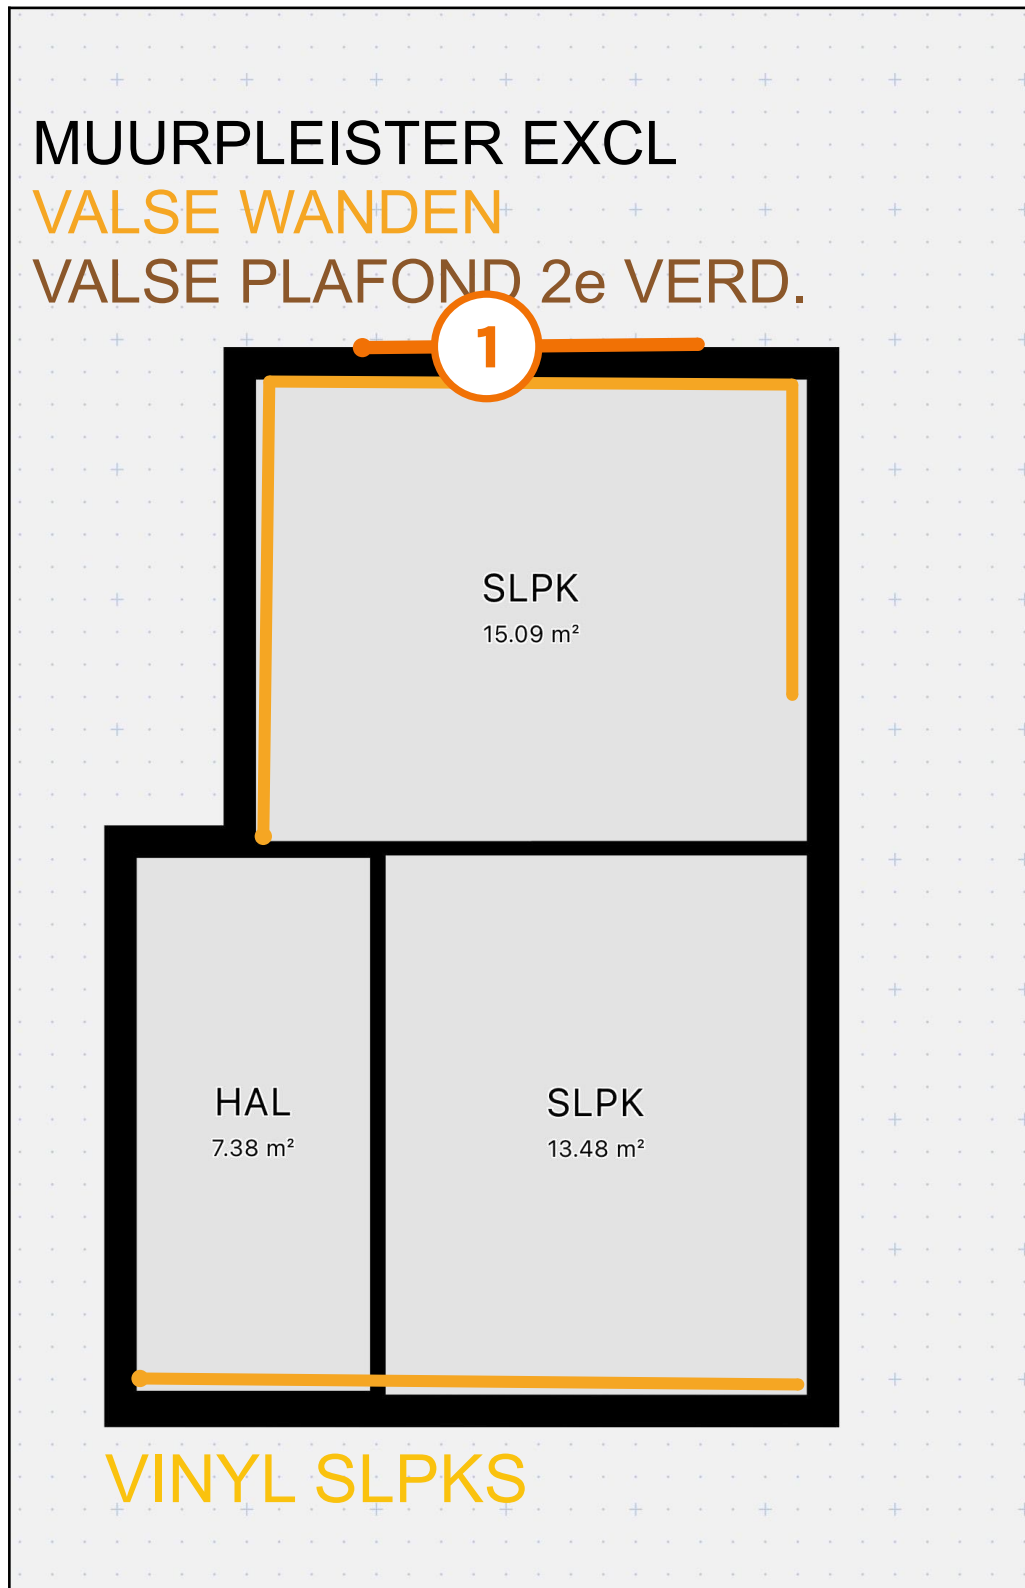 MUURPLEISTER EXCL
VALSE WANDEN
VALSE PLAFOND 2e VERD.
1
SLPK
15.09 m²
HAL
7.38 m²
SLPK
13.48 m²
VINYL SLPKS